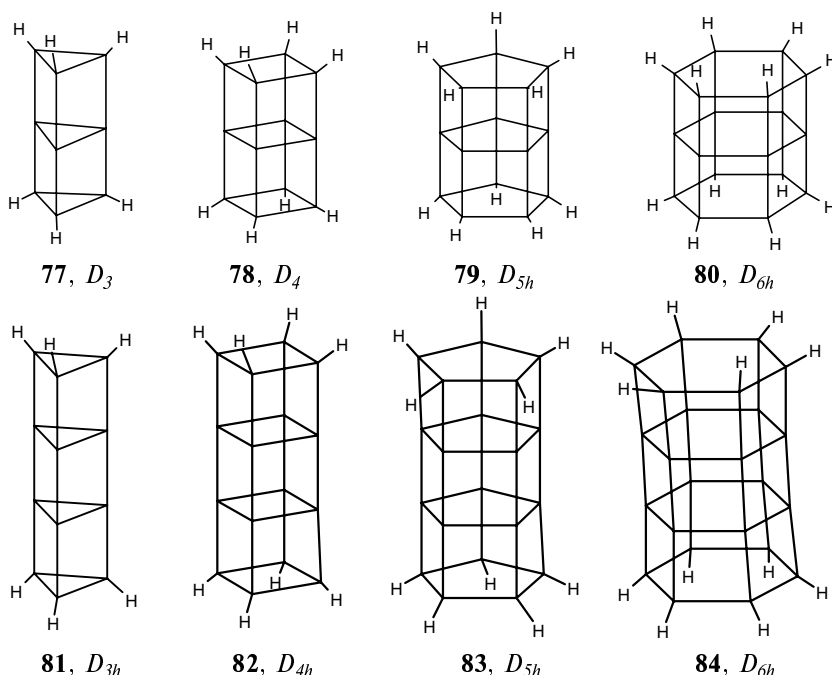 H H H
H H H
77, D3
H H H H
H H H H
78, D4
H H H H H
H H H H H
79, D5h
H H H H H H
H H H H H H
80, D6h
H H H
H H H
81, D3h
H H H H
H H H H
82, D4h
H H H H H
H H H H H
83, D5h
H H H H H H
H H H H H H
84, D6h